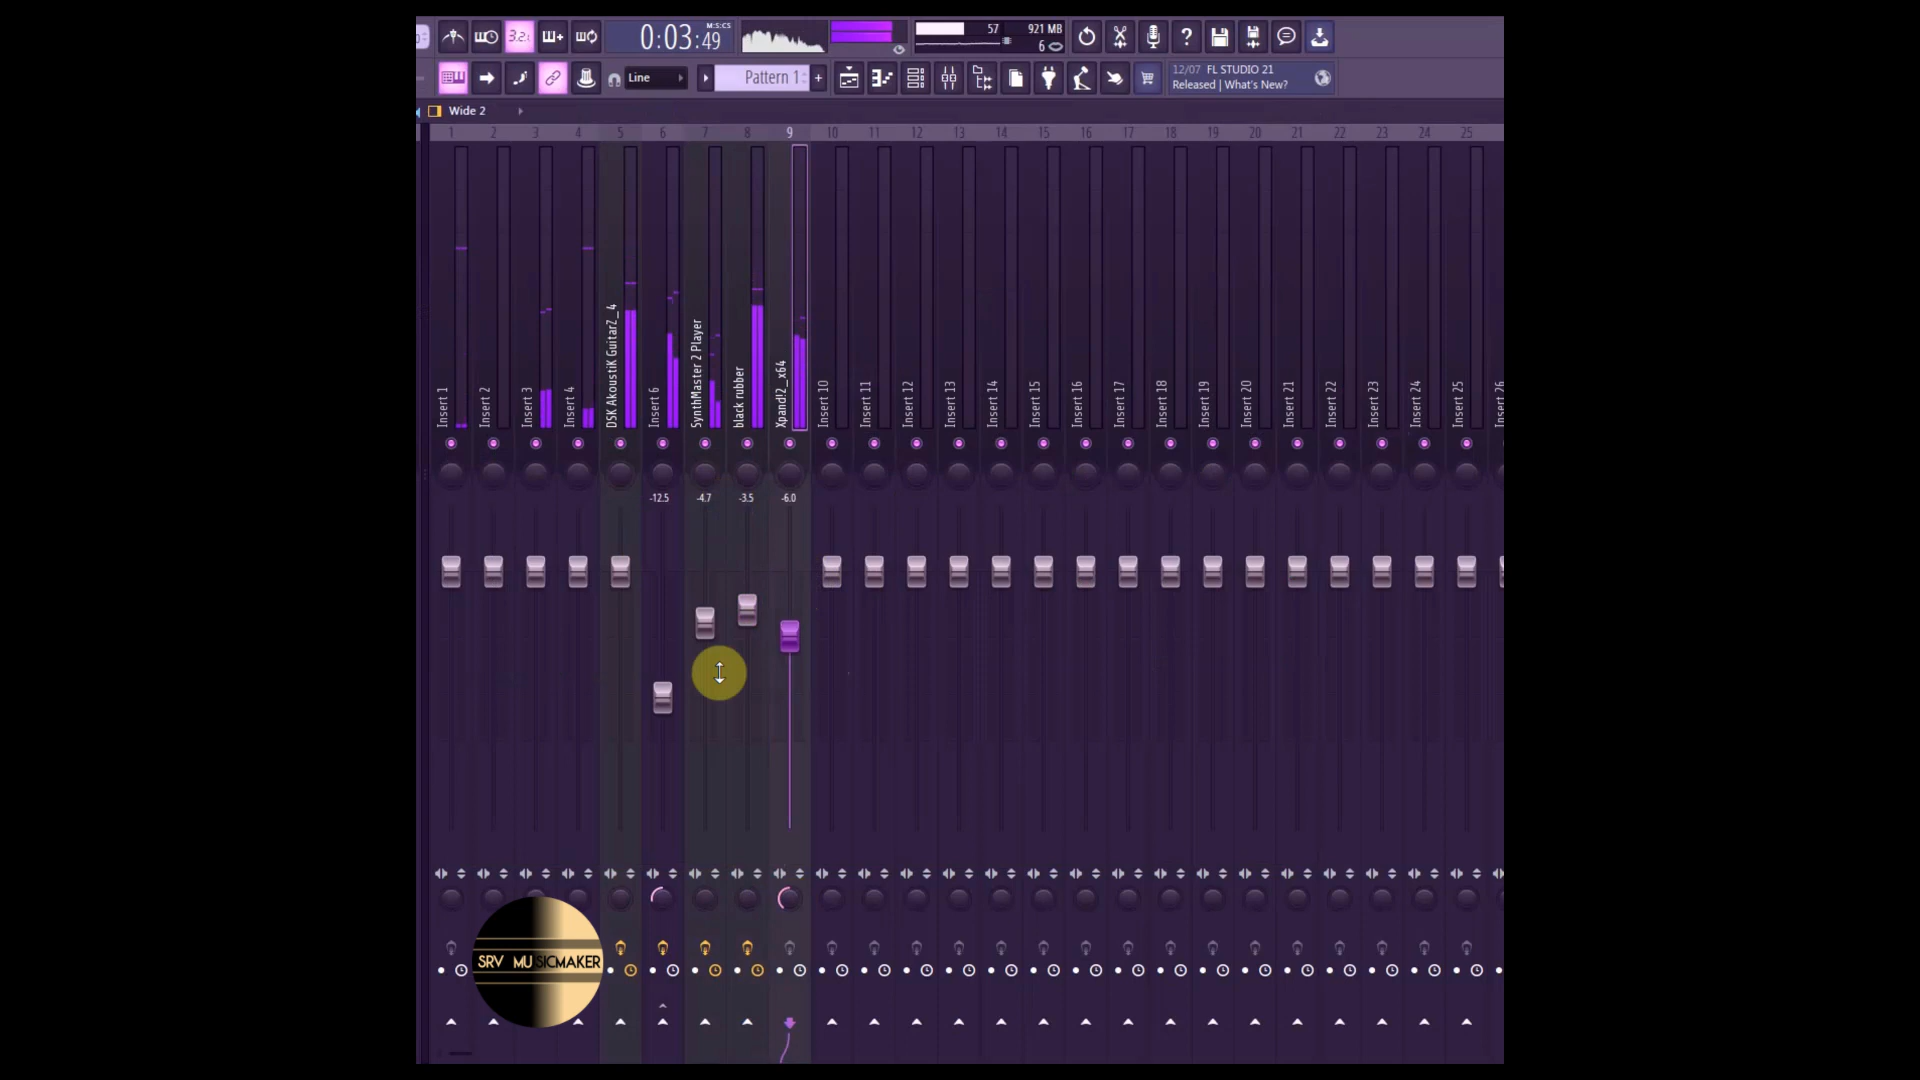 0:03:49
M:S:CS
3.2:
57
921 MB
6
Line
Pattern 1
12/07 FL STUDIO 21
Released | What's New?
Wide 2
1 2 3 4 5 6 7 8 9 10 11 12 13 14 15 16 17 18 19 20 21 22 23 24 25
Insert 1
Insert 2
Insert 3
Insert 4
DSK AkoustiK GuitarZ_4
Insert 6
SynthMaster 2 Player
black rubber
Xpand!2_x64
Insert 10
Insert 11
Insert 12
Insert 13
Insert 14
Insert 15
Insert 16
Insert 17
Insert 18
Insert 19
Insert 20
Insert 21
Insert 22
Insert 23
Insert 24
Insert 25
-12.5 -4.7 -3.5 -6.0
SRV MUSICMAKER